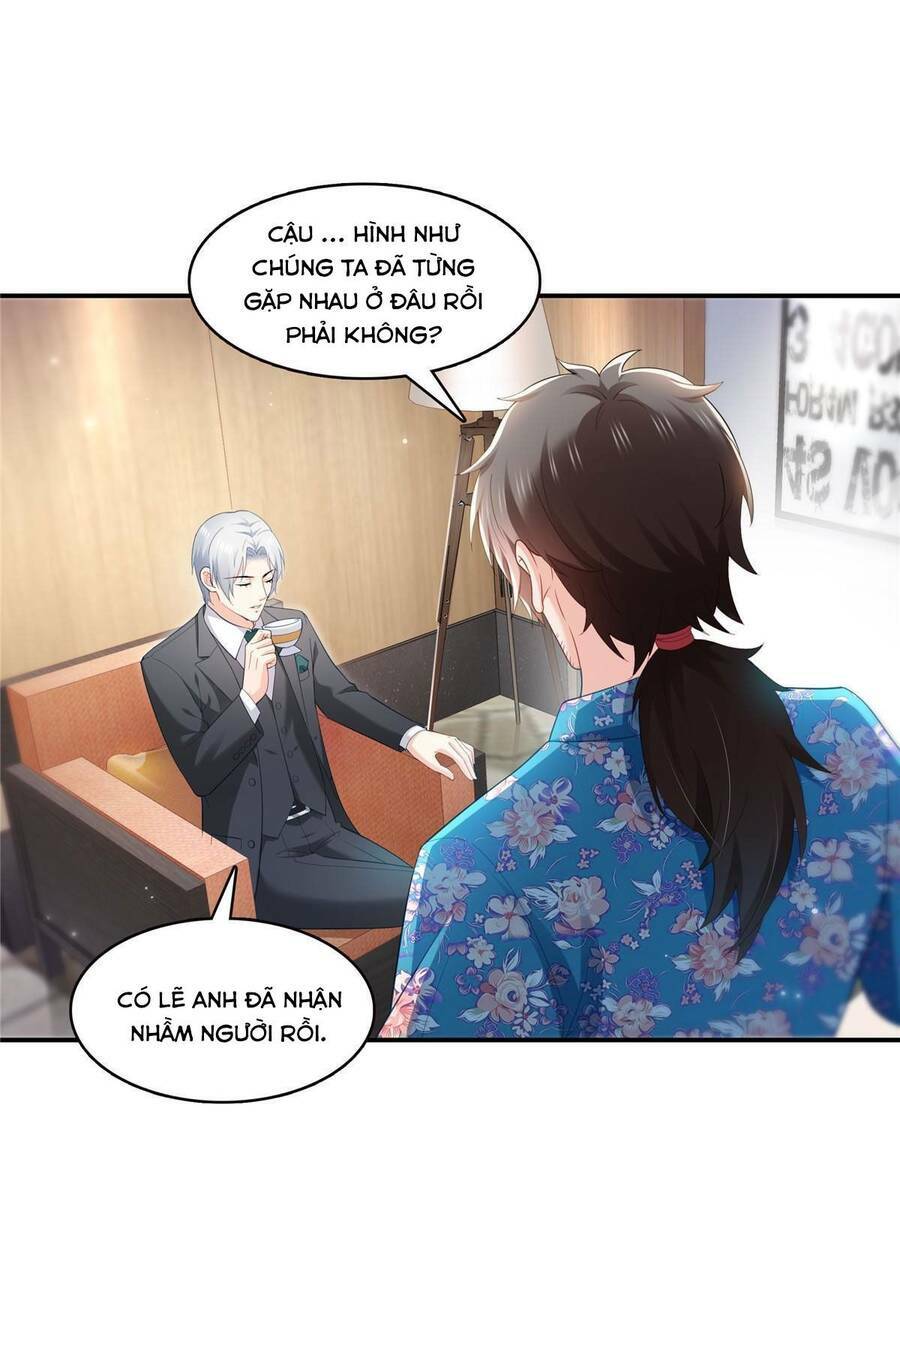 CẬU ... HÌNH NHƯ
CHÚNG TA ĐÃ TỪNG
GẶP NHAU Ở ĐÂU RỒI
PHẢI KHÔNG?
CÓ LẼ ANH ĐÃ NHẬN
NHẦM NGƯỜI RỒI.